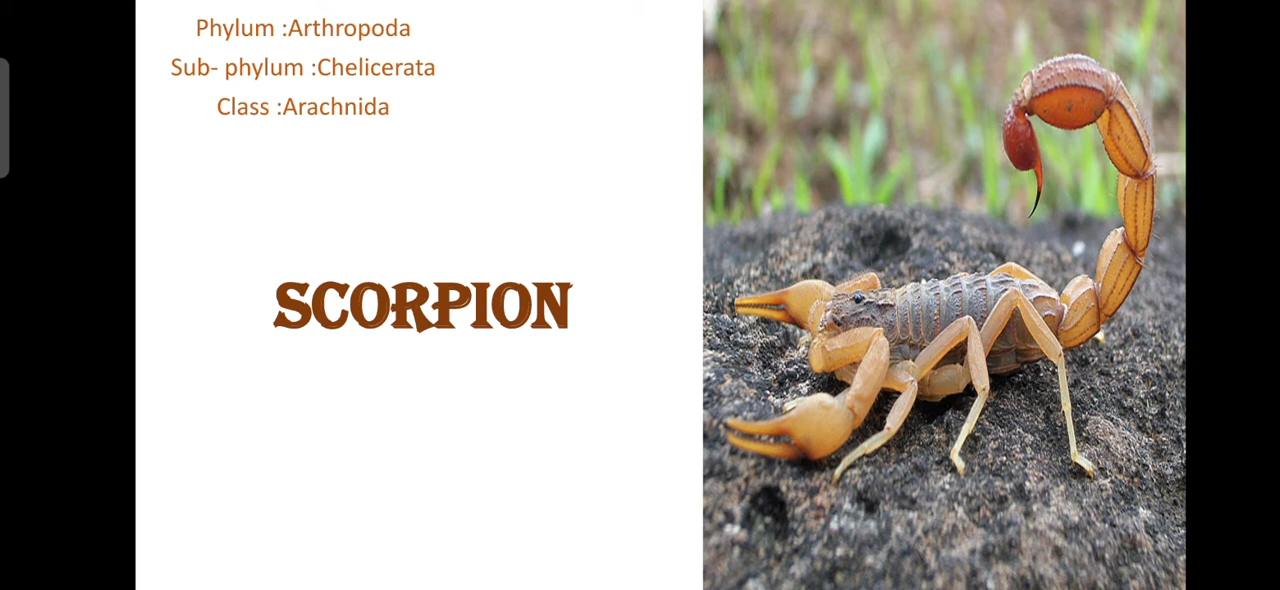 Phylum :Arthropoda
Sub- phylum :Chelicerata
Class :Arachnida
SCORPION